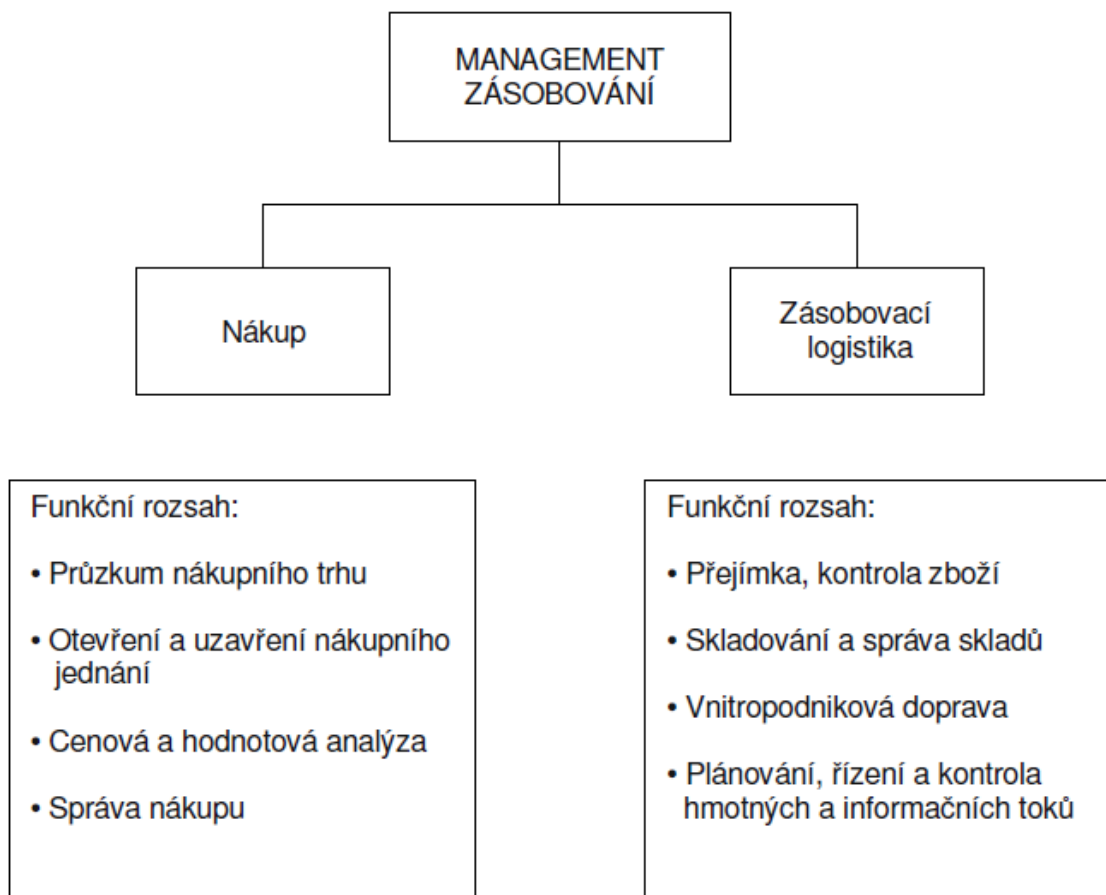 MANAGEMENT
ZÁSOBOVÁNÍ
Nákup
Zásobovací
logistika
Funkční rozsah:
• Průzkum nákupního trhu
• Otevření a uzavření nákupního
jednání
• Cenová a hodnotová analýza
• Správa nákupu
Funkční rozsah:
• Přejímka, kontrola zboží
• Skladování a správa skladů
• Vnitropodniková doprava
• Plánování, řízení a kontrola
hmotných a informačních toků